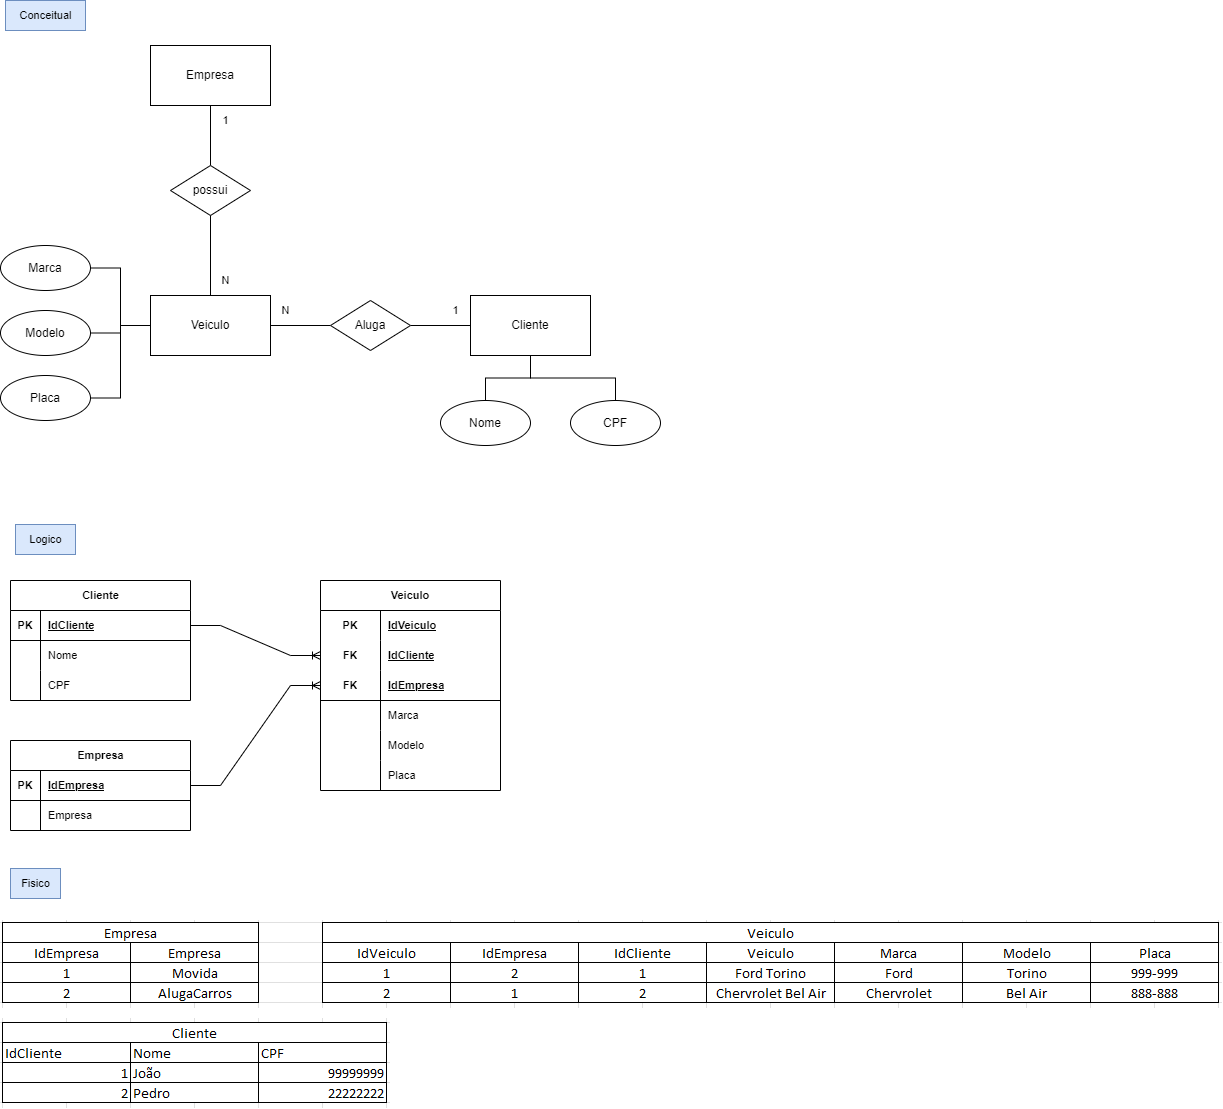 Conceitual
Empresa
1
possui
N
Marca
Modelo
Placa
Veiculo
N
Aluga
1
Cliente
Nome
CPF
Logico
Cliente
PK IdCliente
Nome
CPF
Empresa
PK IdEmpresa
Empresa
Veiculo
PK IdVeiculo
FK IdCliente
FK IdEmpresa
Marca
Modelo
Placa
Fisico
Empresa
IdEmpresa Empresa
1 Movida
2 AlugaCarros
Veiculo
IdVeiculo IdEmpresa IdCliente Veiculo Marca Modelo Placa
1 2 1 Ford Torino Ford Torino 999-999
2 1 2 Chervrolet Bel Air Chervrolet Bel Air 888-888
Cliente
IdCliente Nome CPF
1 João 99999999
2 Pedro 22222222